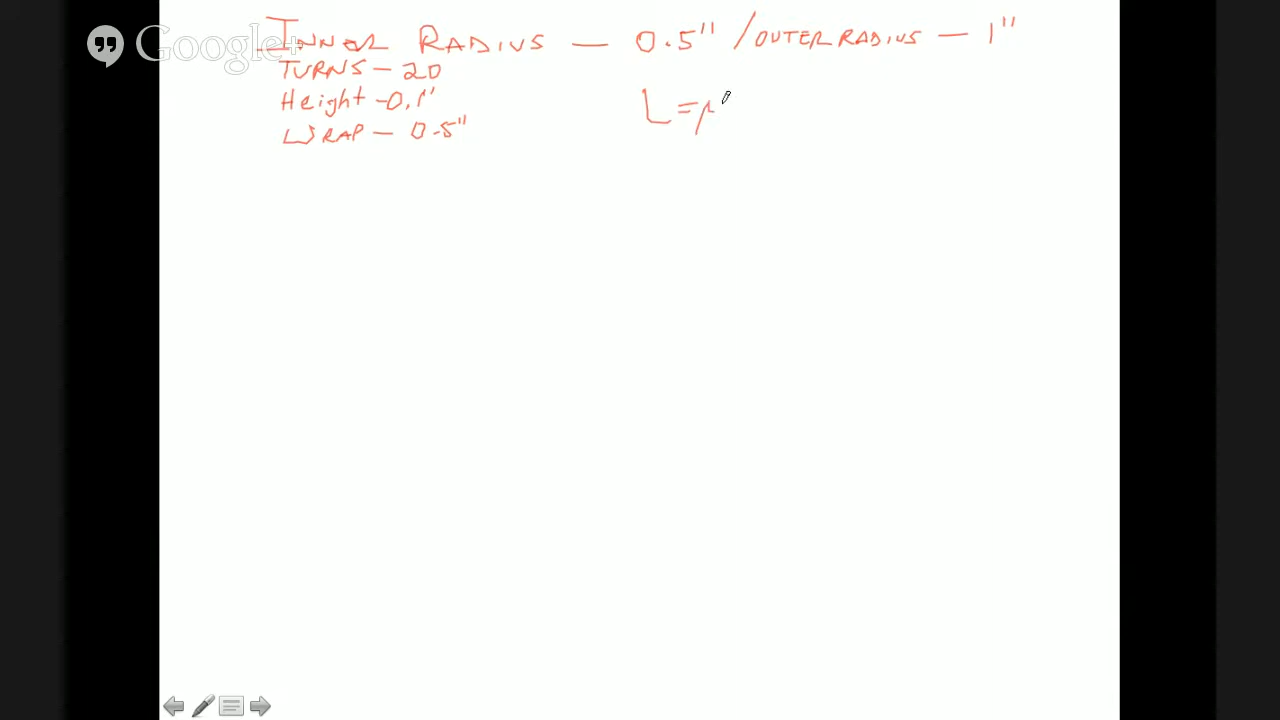 Google+
INNER RADIUS — 0.5" / OUTER RADIUS — 1"
TURNS — 20
Height - 0.1"
WRAP — 0.5"
L = μ